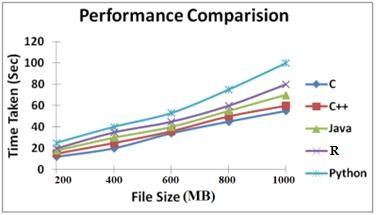 Performance Comparision
Time Taken (Sec)
120
100
80
60
40
20
0
200 400 600 800 1000
File Size (MB)
C
C++
Java
R
Python